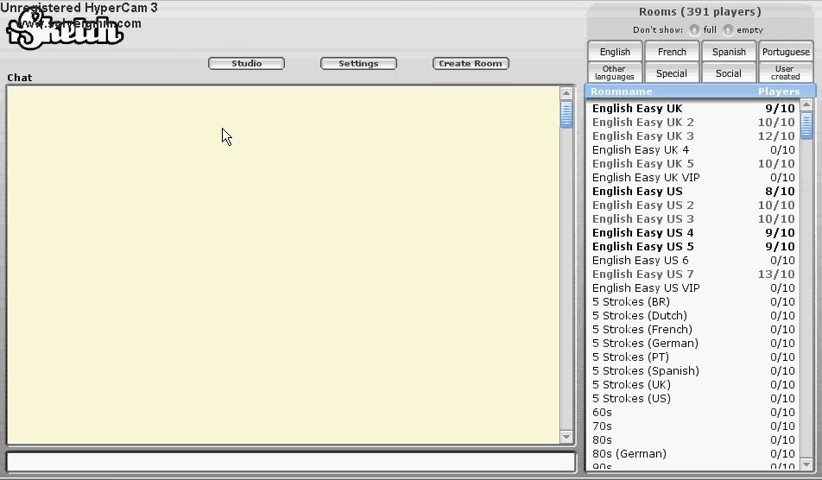 Unregistered HyperCam 3
iSketch
Rooms (391 players)
Don't show: full empty
English French Spanish Portuguese
Other languages Special Social User created
Studio Settings Create Room
Chat
Roomname Players
English Easy UK 9/10
English Easy UK 2 10/10
English Easy UK 3 12/10
English Easy UK 4 0/10
English Easy UK 5 10/10
English Easy UK VIP 0/10
English Easy US 8/10
English Easy US 2 10/10
English Easy US 3 10/10
English Easy US 4 9/10
English Easy US 5 9/10
English Easy US 6 0/10
English Easy US 7 13/10
English Easy US VIP 0/10
5 Strokes (BR) 0/10
5 Strokes (Dutch) 0/10
5 Strokes (French) 0/10
5 Strokes (German) 0/10
5 Strokes (PT) 0/10
5 Strokes (Spanish) 0/10
5 Strokes (UK) 0/10
5 Strokes (US) 0/10
60s 0/10
70s 0/10
80s 0/10
80s (German) 0/10
90s 0/10